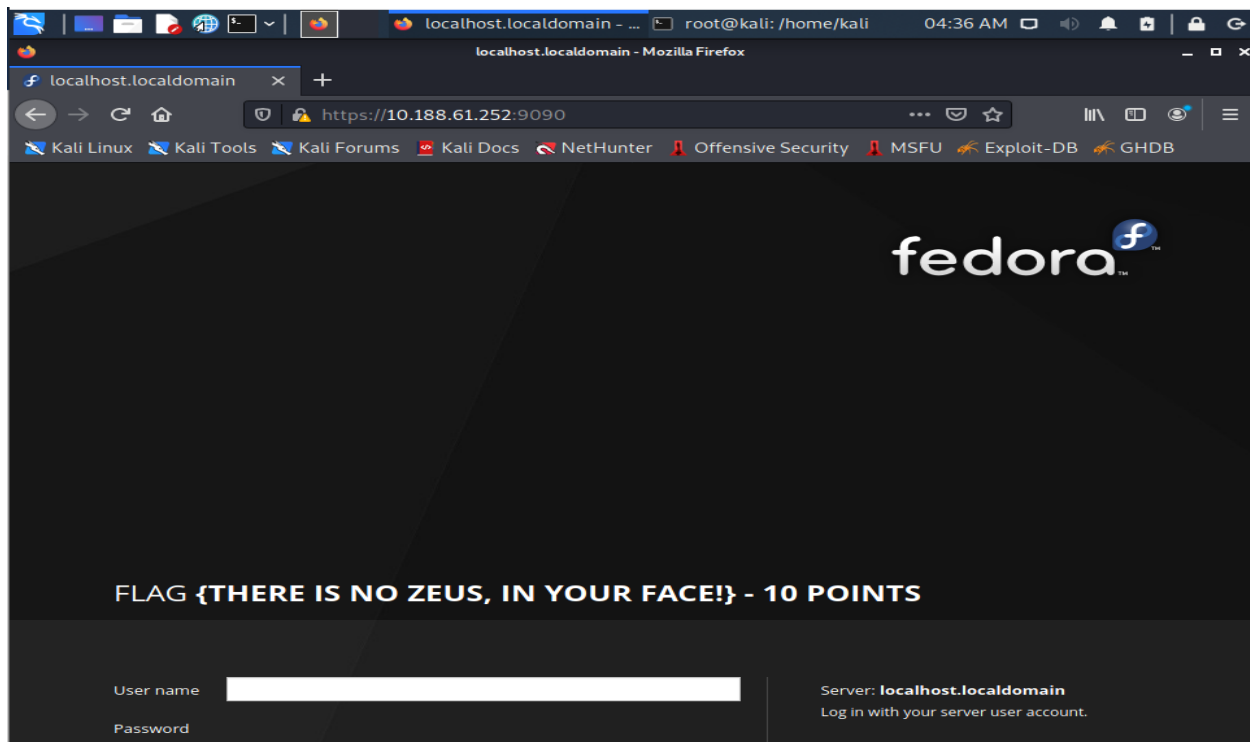 localhost.localdomain - ... root@kali: /home/kali 04:36 AM
localhost.localdomain - Mozilla Firefox
localhost.localdomain
https://10.188.61.252:9090
Kali Linux Kali Tools Kali Forums Kali Docs NetHunter Offensive Security MSFU Exploit-DB GHDB
fedora™
FLAG {THERE IS NO ZEUS, IN YOUR FACE!} - 10 POINTS
User name
Server: localhost.localdomain
Log in with your server user account.
Password